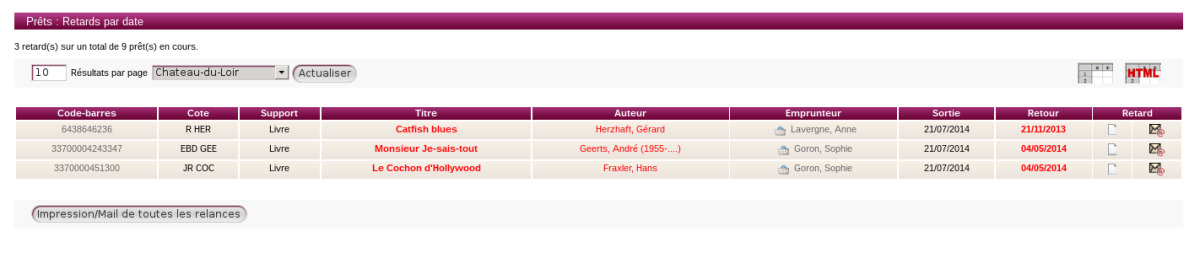 Prêts : Retards par date
3 retard(s) sur un total de 9 prêt(s) en cours.
10 Résultats par page Chateau-du-Loir Actualiser HTML
Code-barres Cote Support Titre Auteur Emprunteur Sortie Retour Retard
6438646236 R HER Livre Catfish blues Herzhaft, Gérard Lavergne, Anne 21/07/2014 21/11/2013
33700004243347 EBD GEE Livre Monsieur Je-sais-tout Geerts, André (1955-....) Goron, Sophie 21/07/2014 04/05/2014
3370000451300 JR COC Livre Le Cochon d'Hollywood Fraxler, Hans Goron, Sophie 21/07/2014 04/05/2014
Impression/Mail de toutes les relances